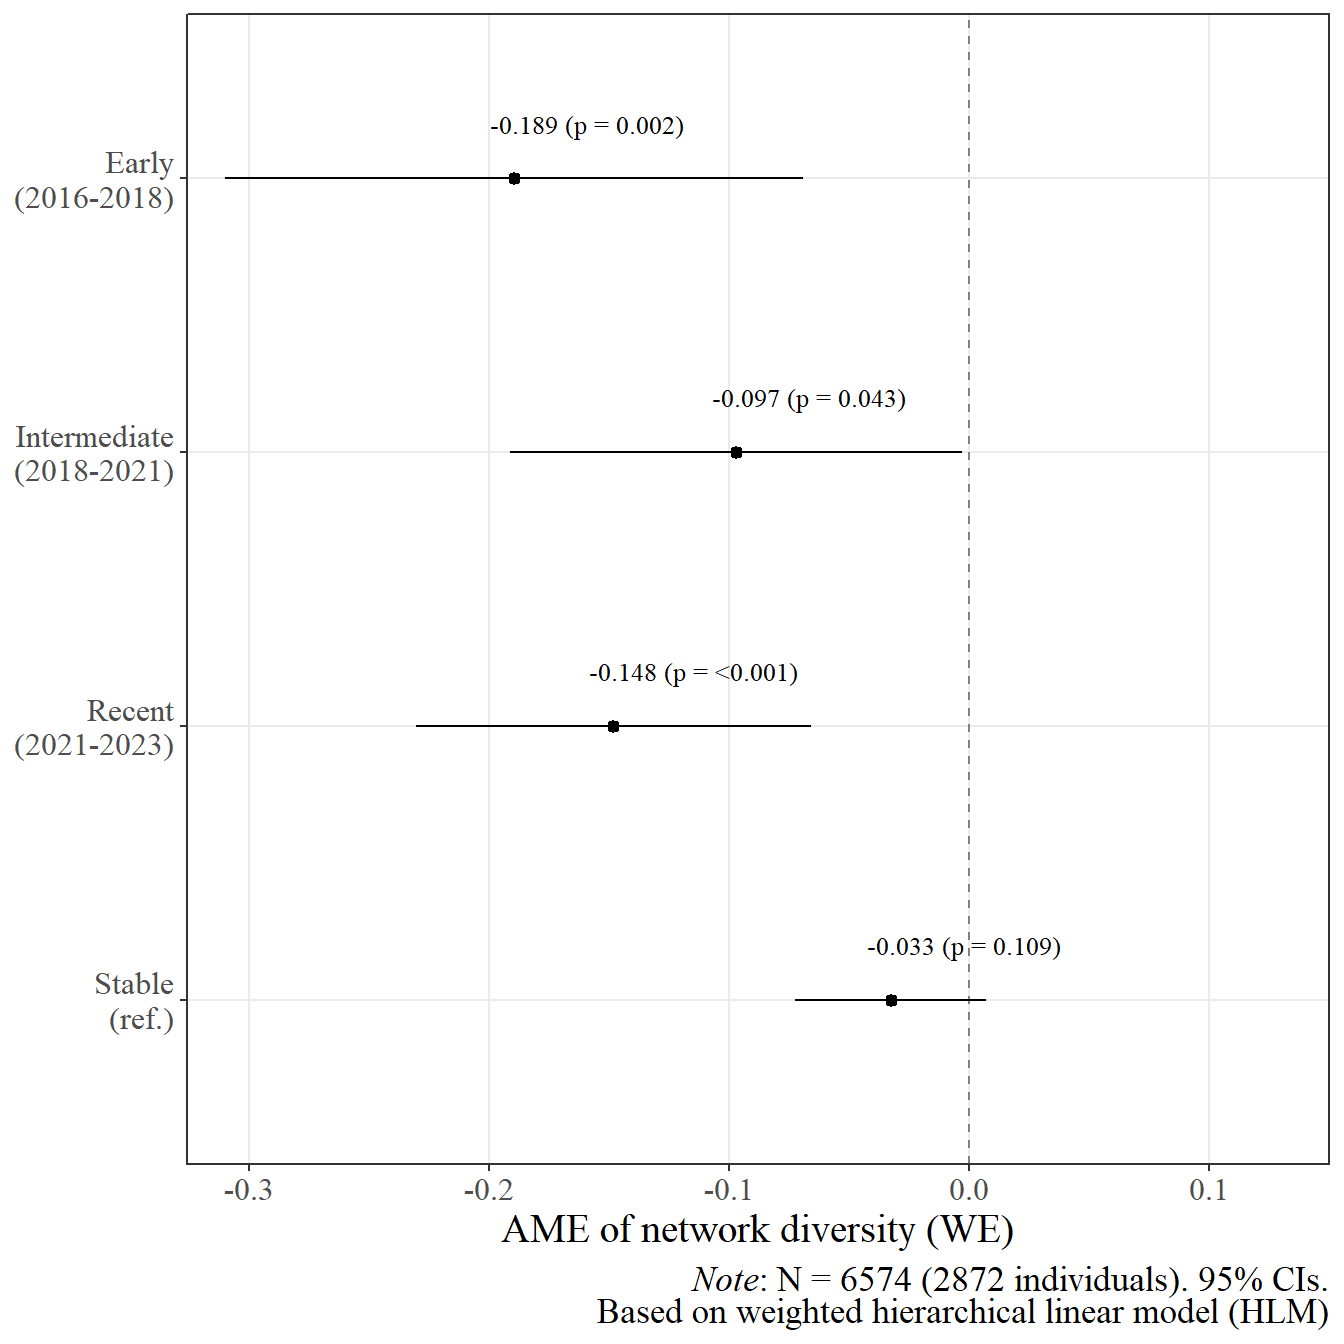 -0.189 (p = 0.002)
Early
(2016-2018)
-0.097 (p = 0.043)
Intermediate
(2018-2021)
-0.148 (p = <0.001)
Recent
(2021-2023)
-0.033 (p = 0.109)
Stable
(ref.)
-0.3 -0.2 -0.1 0.0 0.1
AME of network diversity (WE)
Note: N = 6574 (2872 individuals). 95% CIs.
Based on weighted hierarchical linear model (HLM)